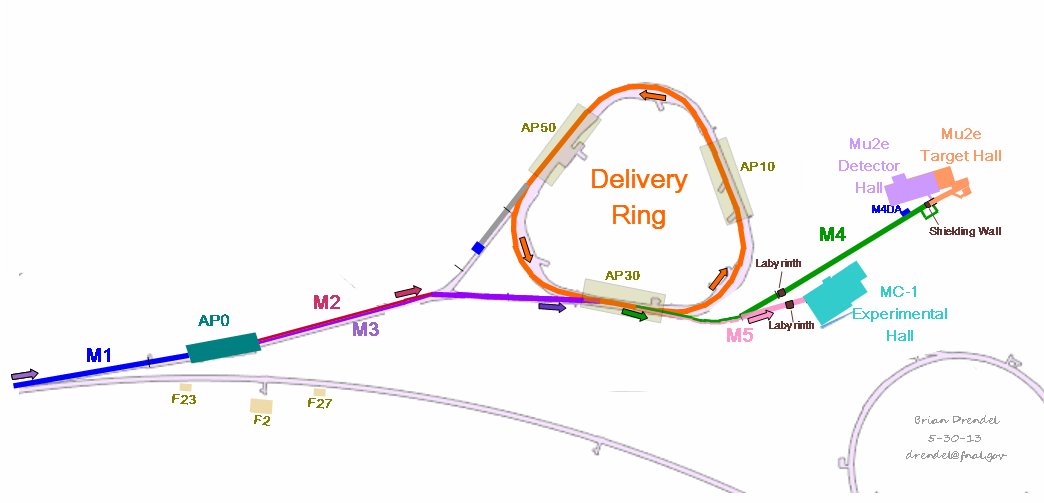 AP50
Delivery
Ring
AP10
Mu2e
Target Hall
Mu2e
Detector
Hall
M4DA
Shielding Wall
M4
Labyrinth
AP30
M2
M3
AP0
M1
Labyrinth
M5
MC-1
Experimental
Hall
F23
F2
F27
Brian Drendel
5-30-13
drendel@fnal.gov